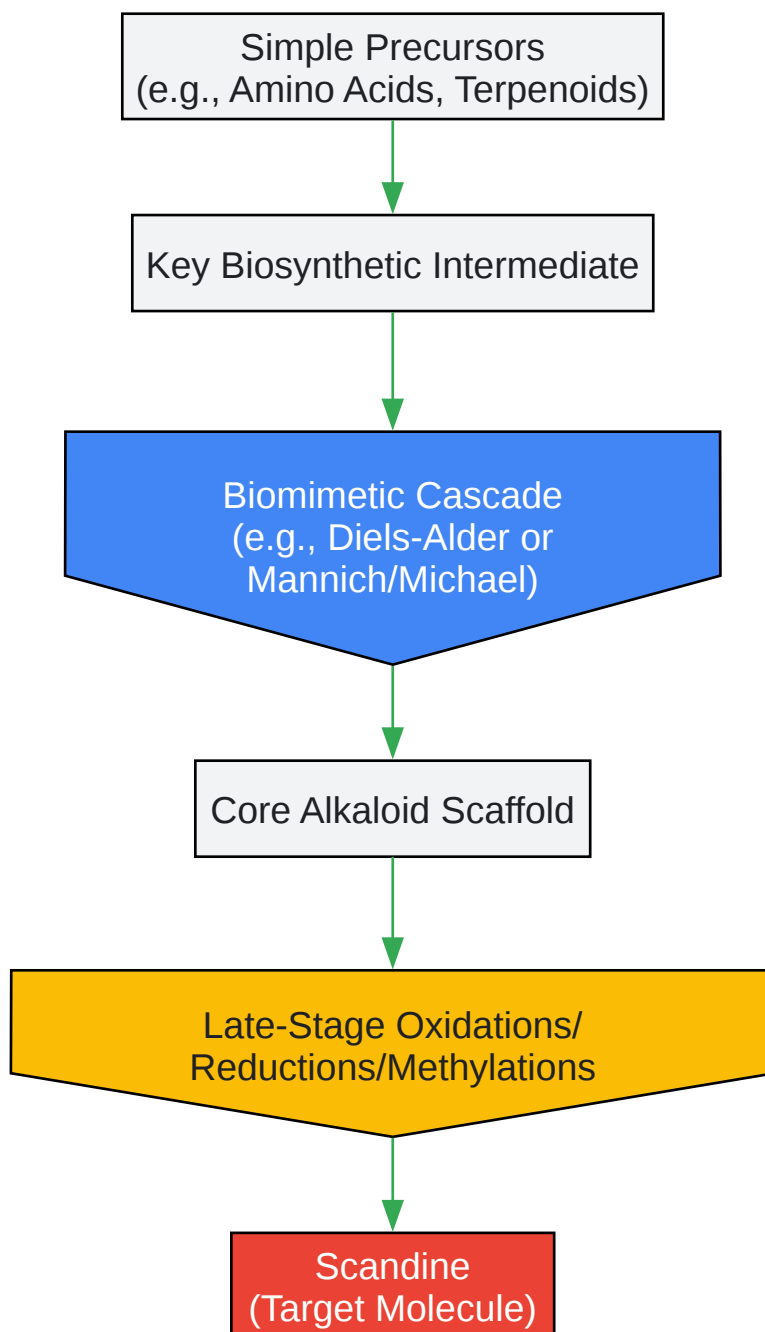 Simple Precursors
(e.g., Amino Acids, Terpenoids)
Key Biosynthetic Intermediate
Biomimetic Cascade
(e.g., Diels-Alder or
Mannich/Michael)
Core Alkaloid Scaffold
Late-Stage Oxidations/
Reductions/Methylations
Scandine
(Target Molecule)